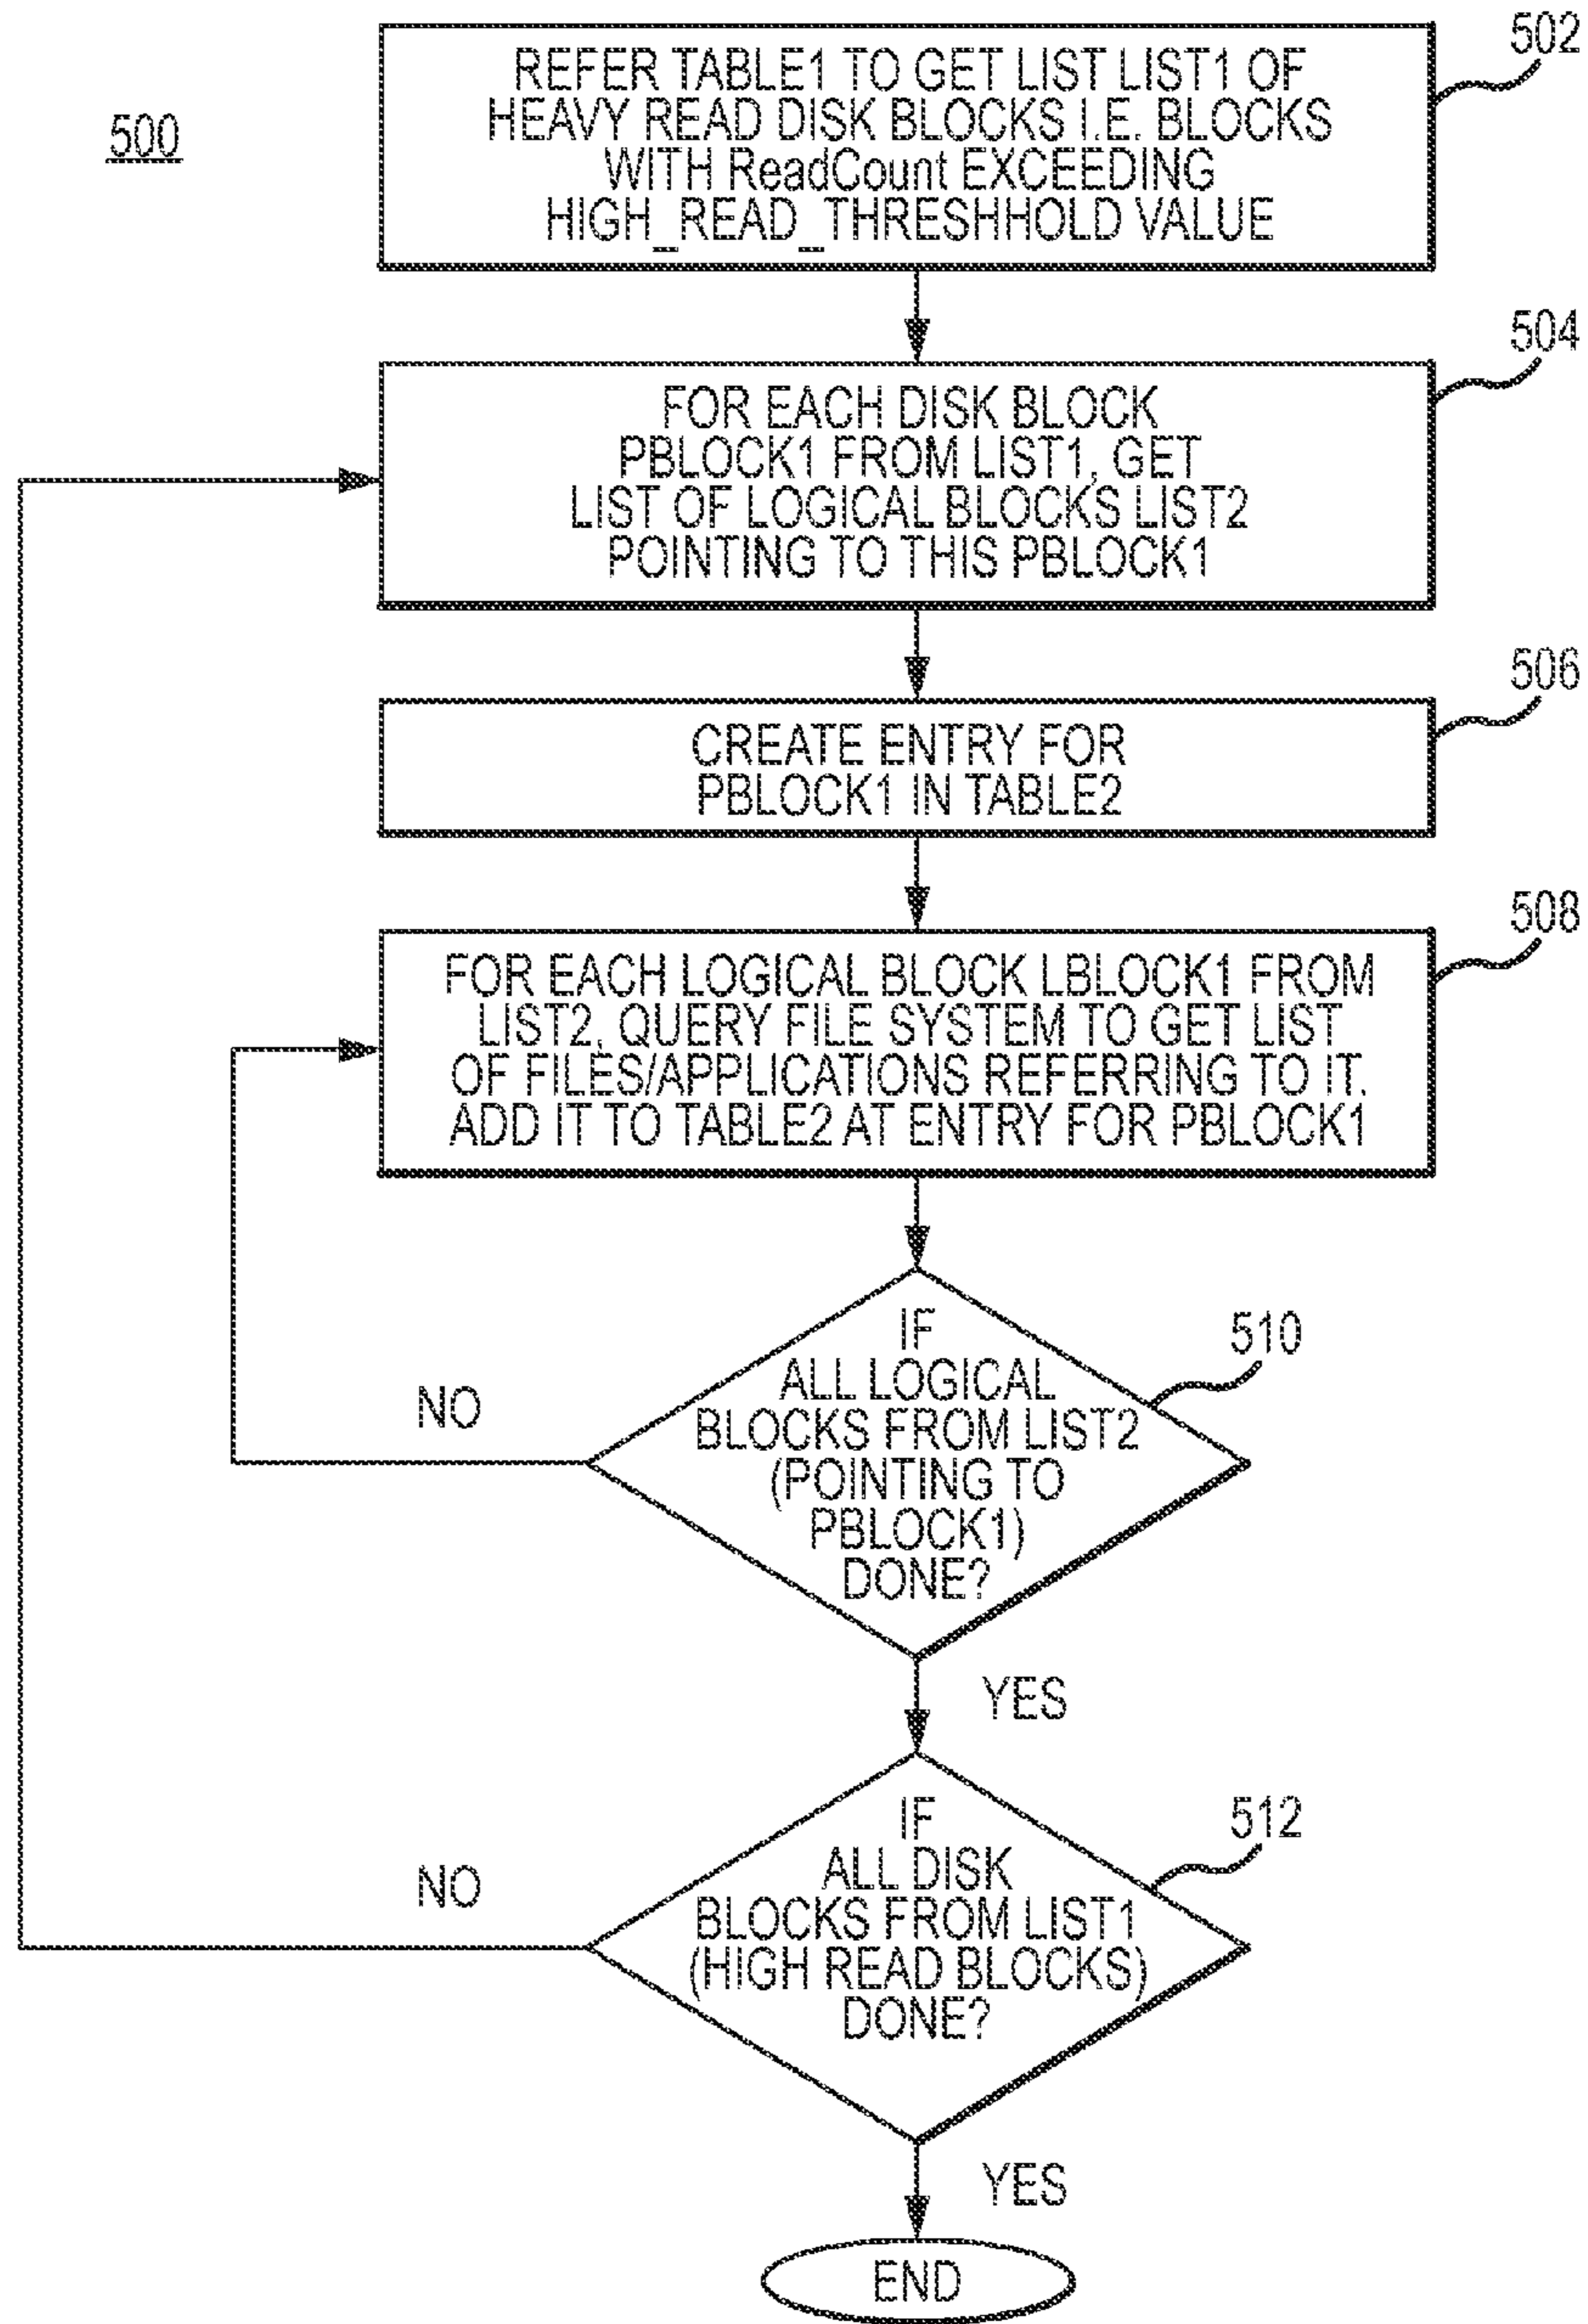 502
500
REFER TABLE1 TO GET LIST LIST1 OF
HEAVY READ DISK BLOCKS I.E. BLOCKS
WITH ReadCount EXCEEDING
HIGH_READ_THRESHHOLD VALUE
504
FOR EACH DISK BLOCK
PBLOCK1 FROM LIST1, GET
LIST OF LOGICAL BLOCKS LIST2
POINTING TO THIS PBLOCK1
506
CREATE ENTRY FOR
PBLOCK1 IN TABLE2
508
FOR EACH LOGICAL BLOCK LBLOCK1 FROM
LIST2, QUERY FILE SYSTEM TO GET LIST
OF FILES/APPLICATIONS REFERRING TO IT.
ADD IT TO TABLE2 AT ENTRY FOR PBLOCK1
510
IF
ALL LOGICAL
BLOCKS FROM LIST2
(POINTING TO
PBLOCK1)
DONE?
NO
YES
512
IF
ALL DISK
BLOCKS FROM LIST1
(HIGH READ BLOCKS)
DONE?
NO
YES
END